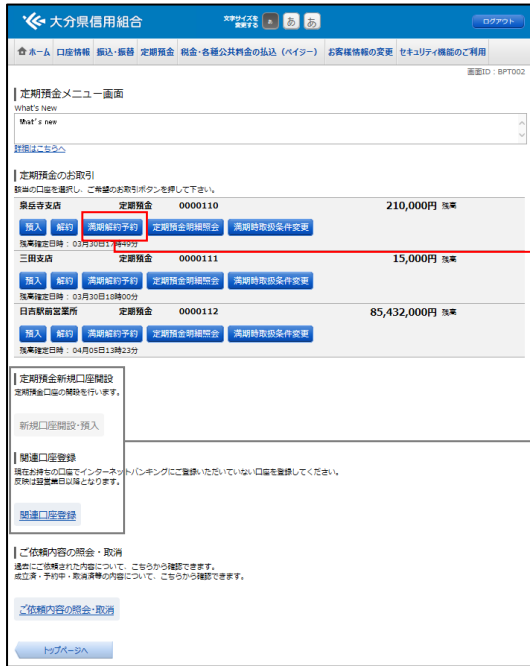 大分県信用組合
文字サイズを
変更する
あ
あ
あ
ログアウト
ホーム 口座情報 振込・振替 定期預金 税金・各種公共料金の払込（ペイジー） お客様情報の変更 セキュリティ機能のご利用
画面ID：BPT002
定期預金メニュー画面
What's New
What's new
詳細はこちらへ
定期預金のお取引
該当の口座を選択し、ご希望のお取引ボタンを押して下さい。
泉岳寺支店 定期預金 0000110 210,000円 残高
預入 解約 満期解約予約 定期預金明細照会 満期時取扱条件変更
残高確定日時：03月30日17時49分
三田支店 定期預金 0000111 15,000円 残高
預入 解約 満期解約予約 定期預金明細照会 満期時取扱条件変更
残高確定日時：03月30日18時00分
日吉駅前営業所 定期預金 0000112 85,432,000円 残高
預入 解約 満期解約予約 定期預金明細照会 満期時取扱条件変更
残高確定日時：04月05日13時23分
定期預金新規口座開設
定期預金口座の開設を行います。
新規口座開設・預入
関連口座登録
現在お持ちの口座でインターネットバンキングにご登録いただいていない口座を登録してください。
反映は翌営業日以降となります。
関連口座登録
ご依頼内容の照会・取消
過去にご依頼された内容について、こちらから確認できます。
成立済・予約中・取消済等の内容について、こちらから確認できます。
ご依頼内容の照会・取消
トップページへ